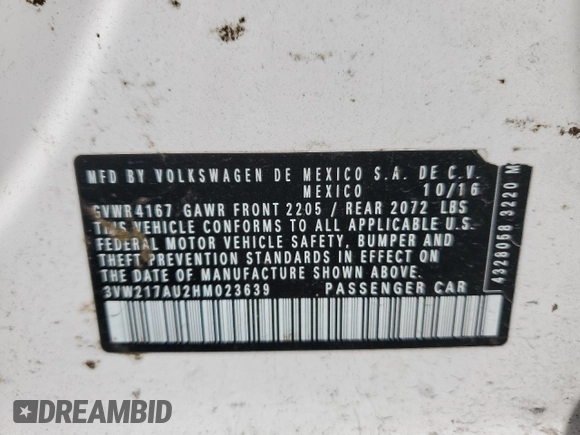 MFD BY VOLKSWAGEN DE MEXICO S.A. DE C.V.
MEXICO 10/16
GVWR 4167 GAWR FRONT 2205 / REAR 2072 LBS
THIS VEHICLE CONFORMS TO ALL APPLICABLE U.S.
FEDERAL MOTOR VEHICLE SAFETY, BUMPER AND
THEFT PREVENTION STANDARDS IN EFFECT ON
THE DATE OF MANUFACTURE SHOWN ABOVE.
3VW217AU2HM023639 PASSENGER CAR
4328068 3220 M
DREAMBID